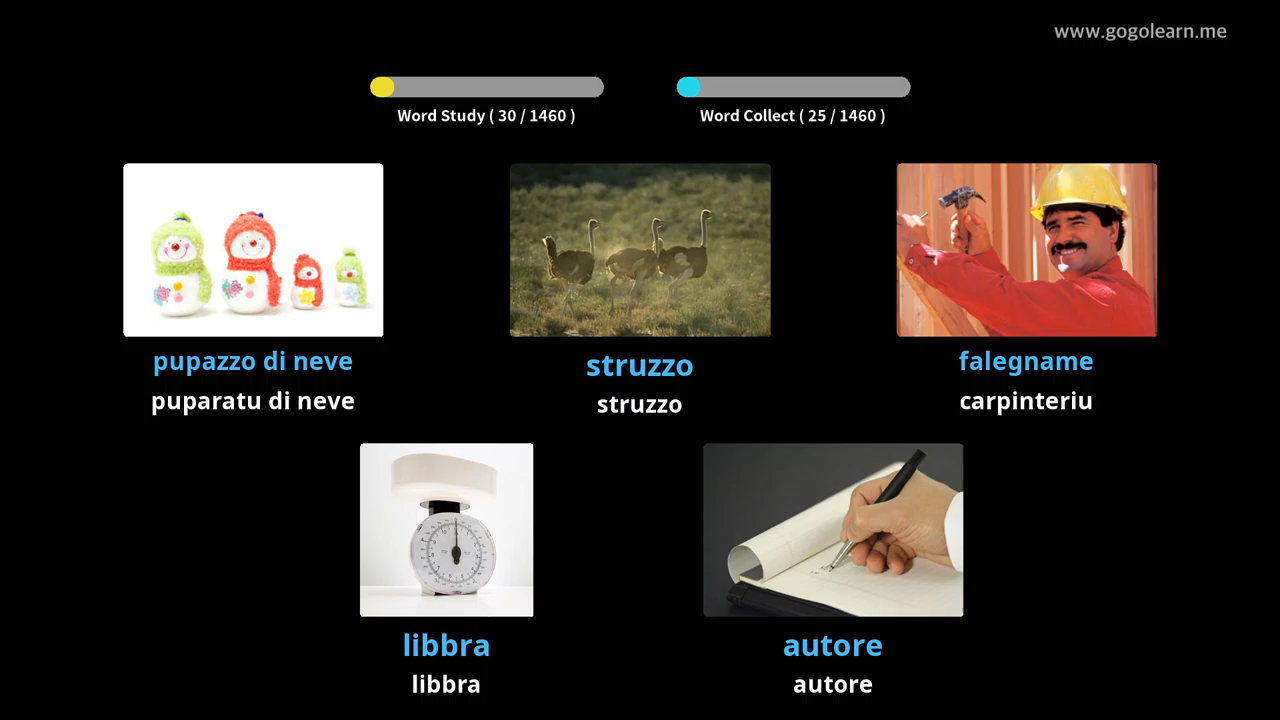 www.gogolearn.me
Word Study ( 30 / 1460 )
Word Collect ( 25 / 1460 )
pupazzo di neve
puparatu di neve
struzzo
struzzo
falegname
carpinteriu
libbra
libbra
autore
autore